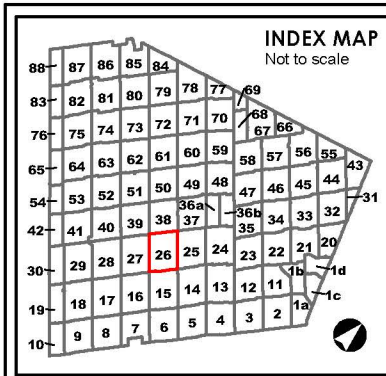 INDEX MAP
Not to scale
88 87 86 85 84
83 82 81 80 79 78 77 69
76 75 74 73 72 71 70 68 67 66
65 64 63 62 61 60 59 58 57 56 55 43
54 53 52 51 50 49 48 47 46 45 44 31
42 41 40 39 38 37 36a 36b 35 34 33 32
30 29 28 27 26 25 24 23 22 21 20
19 18 17 16 15 14 13 12 11 1b 1d
10 9 8 7 6 5 4 3 2 1a 1c